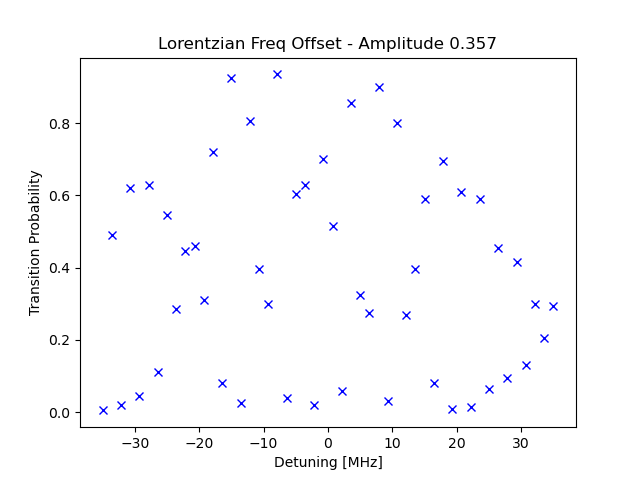 Lorentzian Freq Offset - Amplitude 0.357
Transition Probability
0.8
0.6
0.4
0.2
0.0
−30 −20 −10 0 10 20 30
Detuning [MHz]